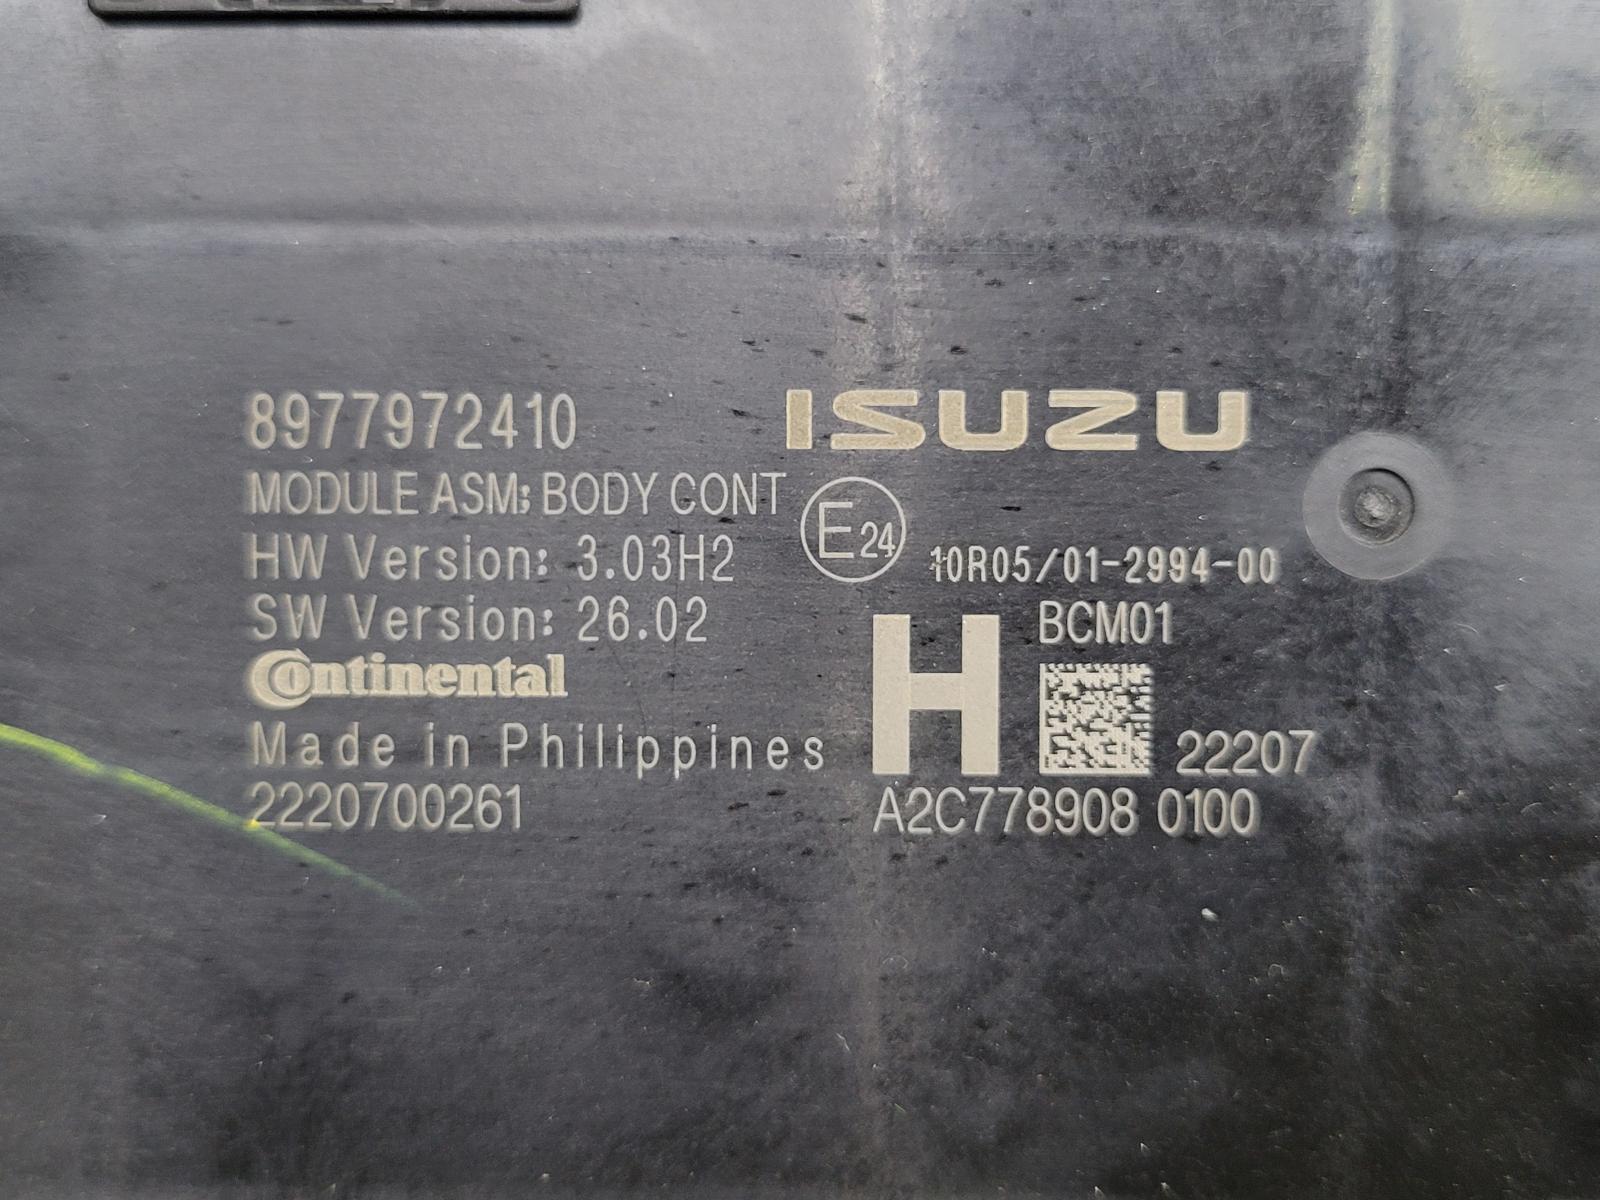 8977972410
ISUZU
MODULE ASM; BODY CONT
E24
HW Version: 3.03H2
10R05/01-2994-00
SW Version: 26.02
BCM01
Continental
H
Made in Philippines
22207
2220700261
A2C778908 0100